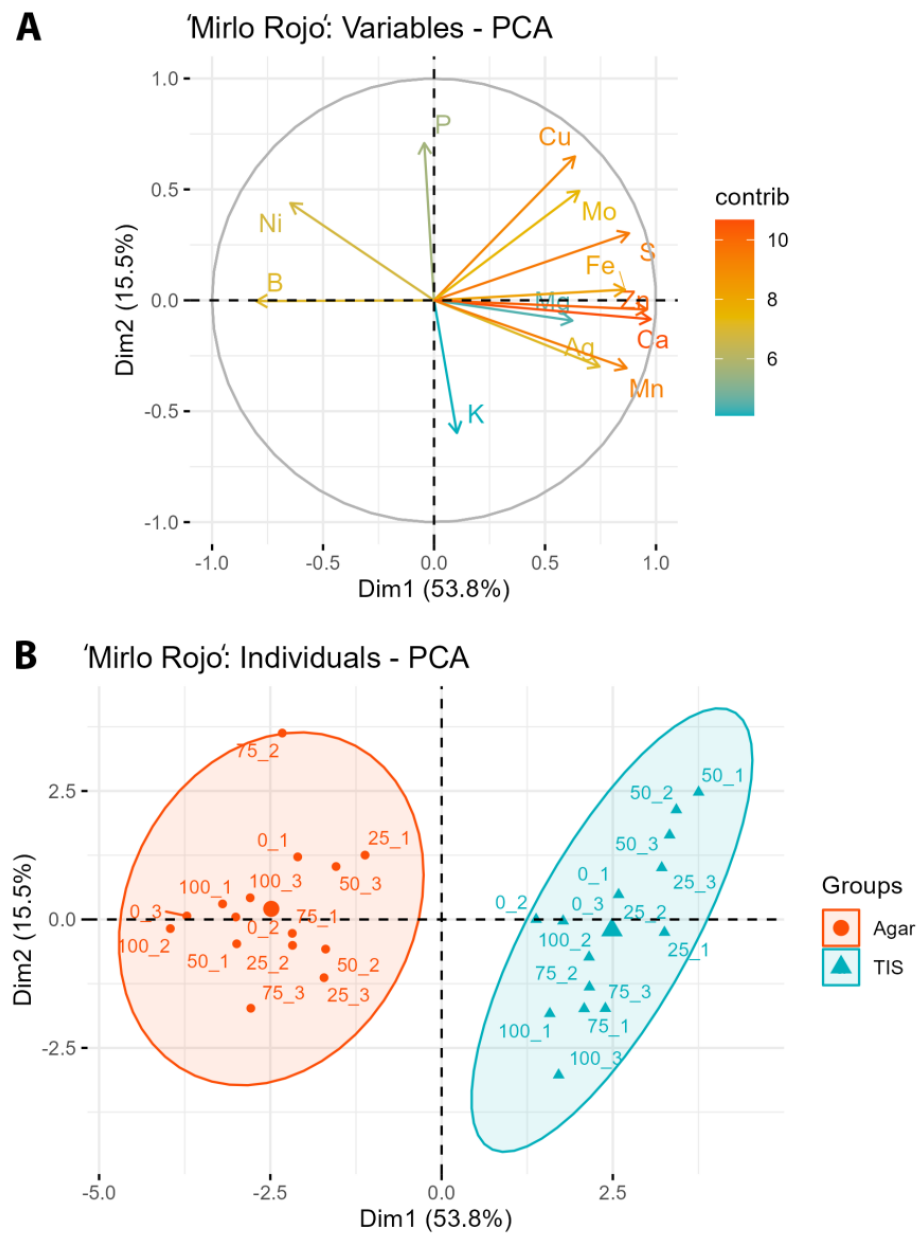 A
‘Mirlo Rojo‘: Variables - PCA
1.0
0.5
0.0
-0.5
-1.0
Dim2 (15.5%)
P
Cu
Ni
Mo
S
Fe
B
Mg
Zn
Ca
Ag
Mn
K
-1.0 -0.5 0.0 0.5 1.0
Dim1 (53.8%)
contrib
10
8
6
B
‘Mirlo Rojo‘: Individuals - PCA
2.5
0.0
-2.5
Dim2 (15.5%)
75_2
0_1
25_1
50_3
100_1
100_3
0_3
100_2
0_2
75_1
50_1
25_2
50_2
75_3
25_3
50_1
50_2
50_3
25_3
0_1
0_2
0_3
25_2
25_1
100_2
75_2
75_3
100_1
75_1
100_3
-5.0 -2.5 0.0 2.5
Dim1 (53.8%)
Groups
Agar
TIS